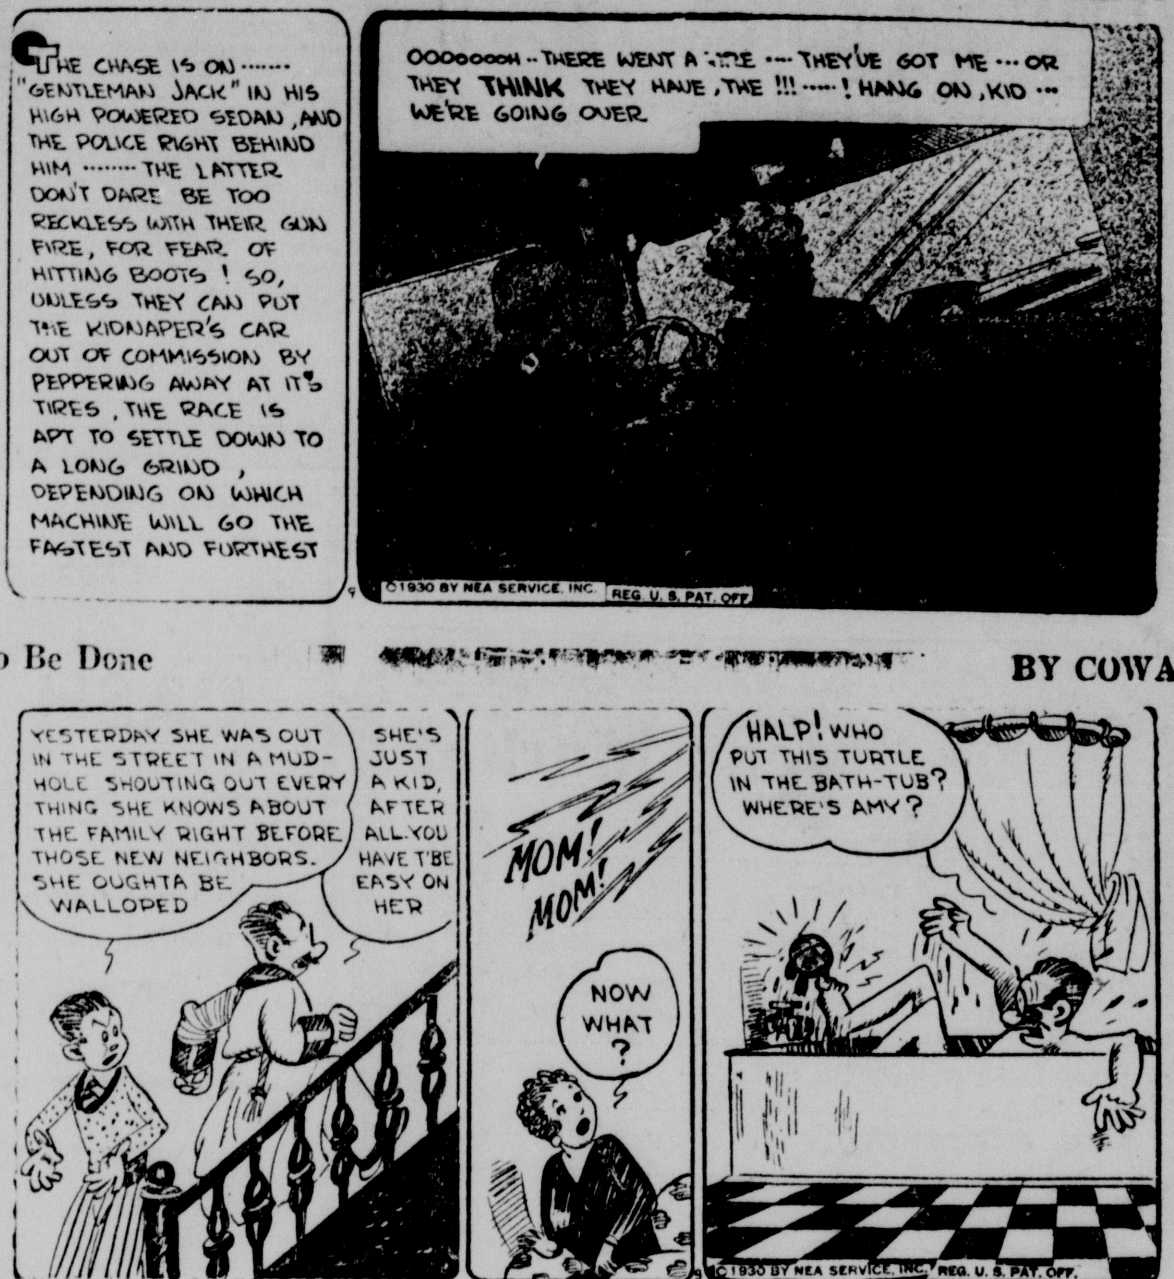 THE CHASE IS ON .......
"GENTLEMAN JACK" IN HIS
HIGH POWERED SEDAN, AND
THE POLICE RIGHT BEHIND
HIM ........ THE LATTER
DON'T DARE BE TOO
RECKLESS WITH THEIR GUN
FIRE, FOR FEAR OF
HITTING BOOTS! SO,
UNLESS THEY CAN PUT
THE KIDNAPER'S CAR
OUT OF COMMISSION BY
PEPPERING AWAY AT IT'S
TIRES, THE RACE IS
APT TO SETTLE DOWN TO
A LONG GRIND,
DEPENDING ON WHICH
MACHINE WILL GO THE
FASTEST AND FURTHEST
OOOOOOOH .. THERE WENT A .... THEY'VE GOT ME ... OR
THEY THINK THEY HAVE, THE !!! .....! HANG ON, KID ...
WE'RE GOING OVER
©1930 BY NEA SERVICE, INC. REG. U. S. PAT. OFF.
Be Done
BY COWA
YESTERDAY SHE WAS OUT
IN THE STREET IN A MUD-
HOLE SHOUTING OUT EVERY
THING SHE KNOWS ABOUT
THE FAMILY RIGHT BEFORE
THOSE NEW NEIGHBORS.
SHE OUGHTA BE
WALLOPED
SHE'S
JUST
A KID,
AFTER
ALL. YOU
HAVE T'BE
EASY ON
HER
MOM!
MOM!
NOW
WHAT
?
HALP! WHO
PUT THIS TURTLE
IN THE BATH-TUB?
WHERE'S AMY?
©1930 BY NEA SERVICE, INC. REG. U. S. PAT. OFF.